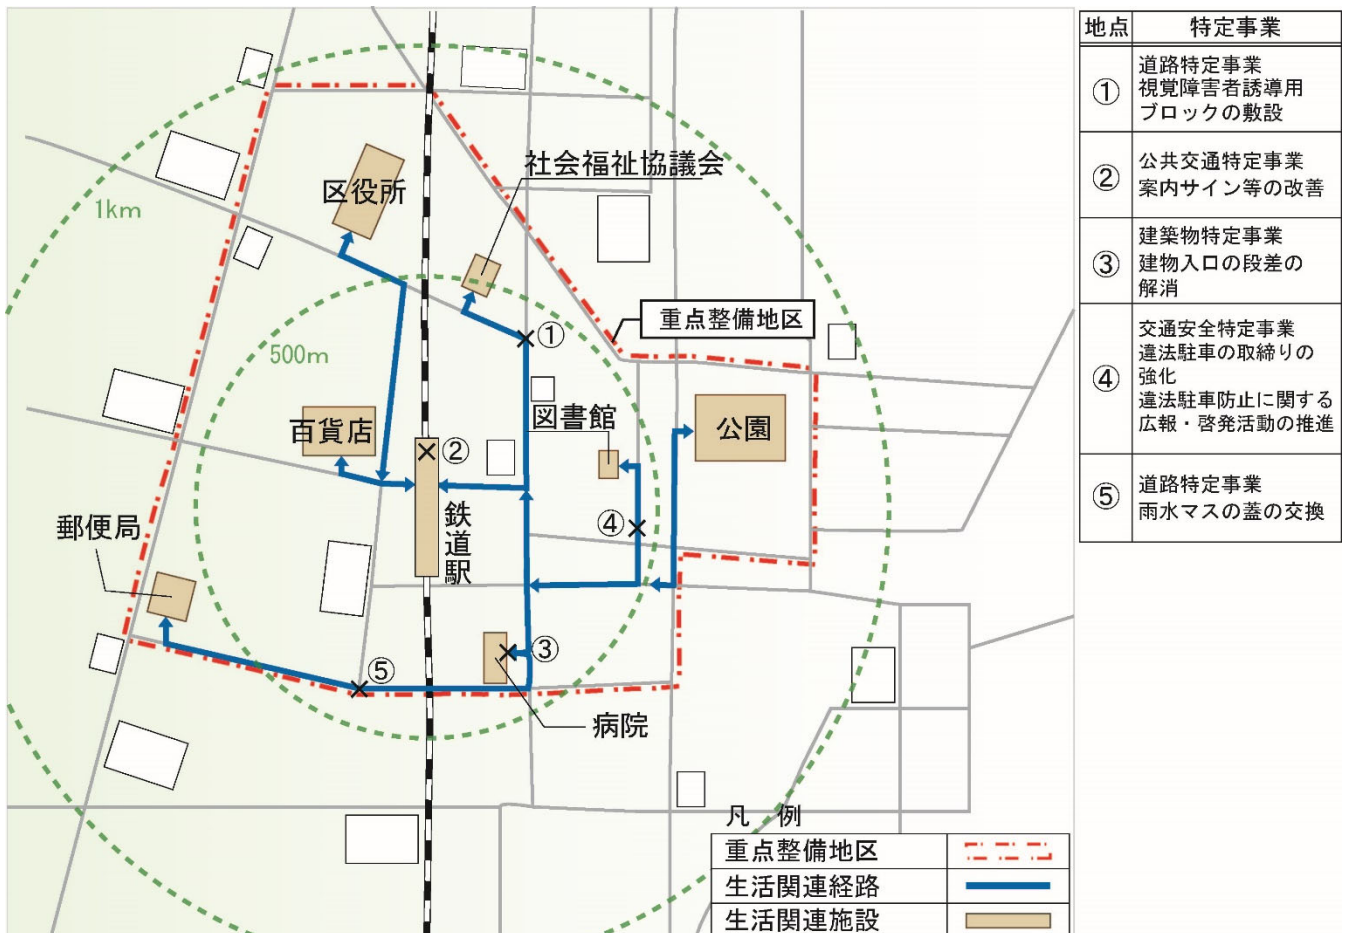 1km
500m
区役所
社会福祉協議会
①
重点整備地区
百貨店
②
図書館
公園
④
鉄道駅
郵便局
③
⑤
病院
凡　例
重点整備地区
生活関連経路
生活関連施設
地点 特定事業
① 道路特定事業
視覚障害者誘導用
ブロックの敷設
② 公共交通特定事業
案内サイン等の改善
③ 建築物特定事業
建物入口の段差の
解消
④ 交通安全特定事業
違法駐車の取締りの
強化
違法駐車防止に関する
広報・啓発活動の推進
⑤ 道路特定事業
雨水マスの蓋の交換